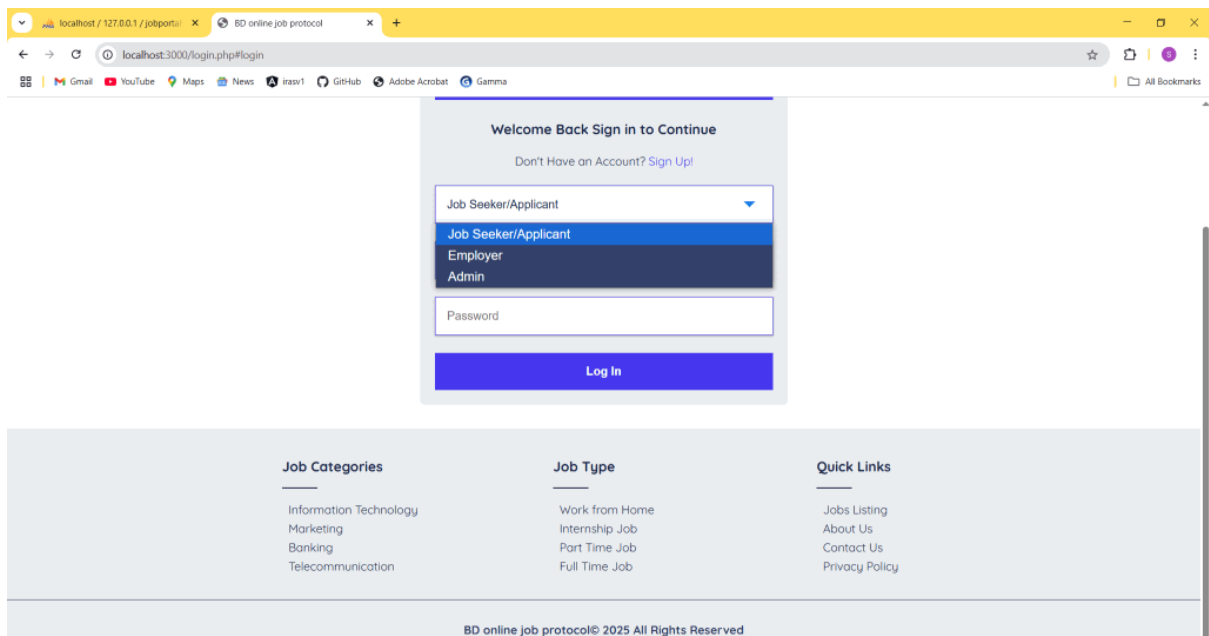 localhost / 127.0.0.1 / jobportal
BD online job protocol
localhost:3000/login.php#login
Gmail YouTube Maps News irasv1 GitHub Adobe Acrobat Gamma All Bookmarks
Welcome Back Sign in to Continue
Don't Have an Account? Sign Up!
Job Seeker/Applicant
Job Seeker/Applicant
Employer
Admin
Password
Log In
Job Categories Job Type Quick Links
Information Technology Work from Home Jobs Listing
Marketing Internship Job About Us
Banking Part Time Job Contact Us
Telecommunication Full Time Job Privacy Policy
BD online job protocol© 2025 All Rights Reserved